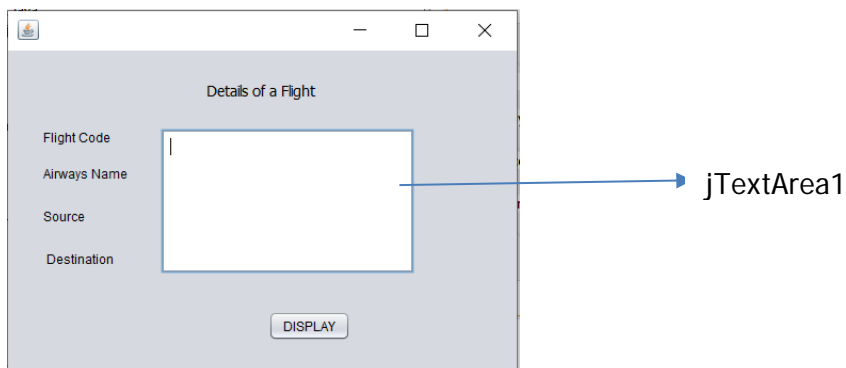 Details of a Flight
Flight Code
Airways Name
jTextArea1
Source
Destination
DISPLAY